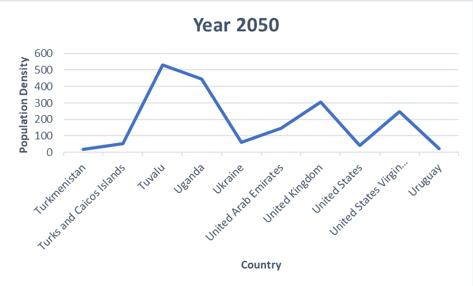 Year 2050
Population Density
600
500
400
300
200
100
0
Turkmenistan
Turks and Caicos Islands
Tuvalu
Uganda
Ukraine
United Arab Emirates
United Kingdom
United States
United States Virgin...
Uruguay
Country